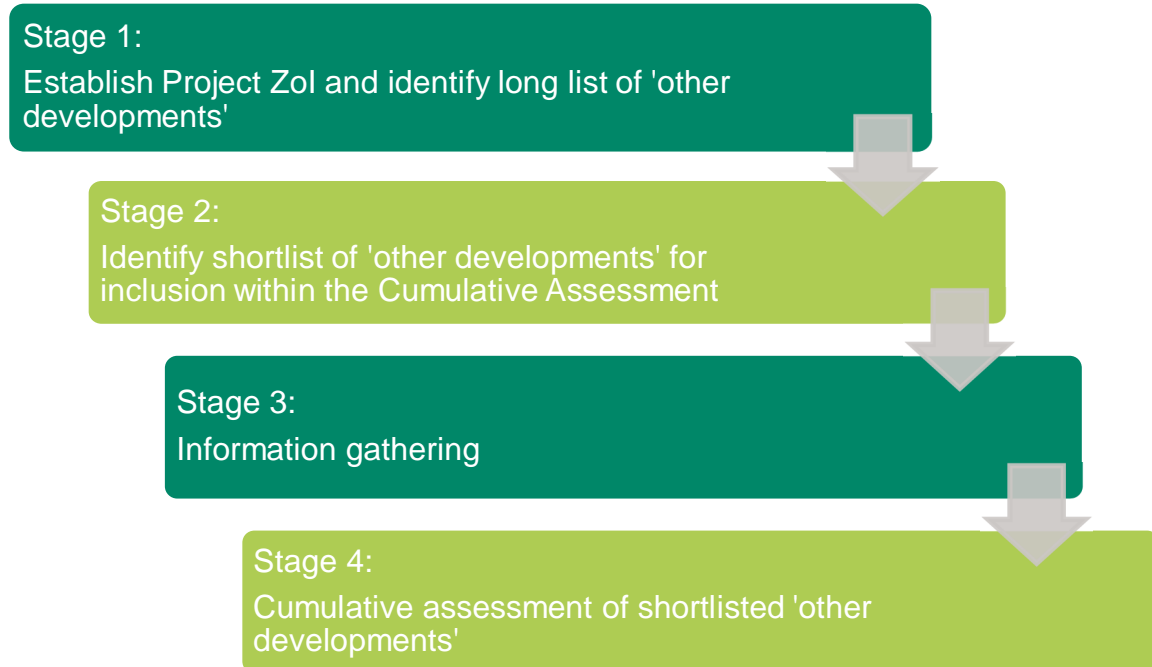 Stage 1:
Establish Project ZoI and identify long list of 'other
developments'
Stage 2:
Identify shortlist of 'other developments' for
inclusion within the Cumulative Assessment
Stage 3:
Information gathering
Stage 4:
Cumulative assessment of shortlisted 'other
developments'